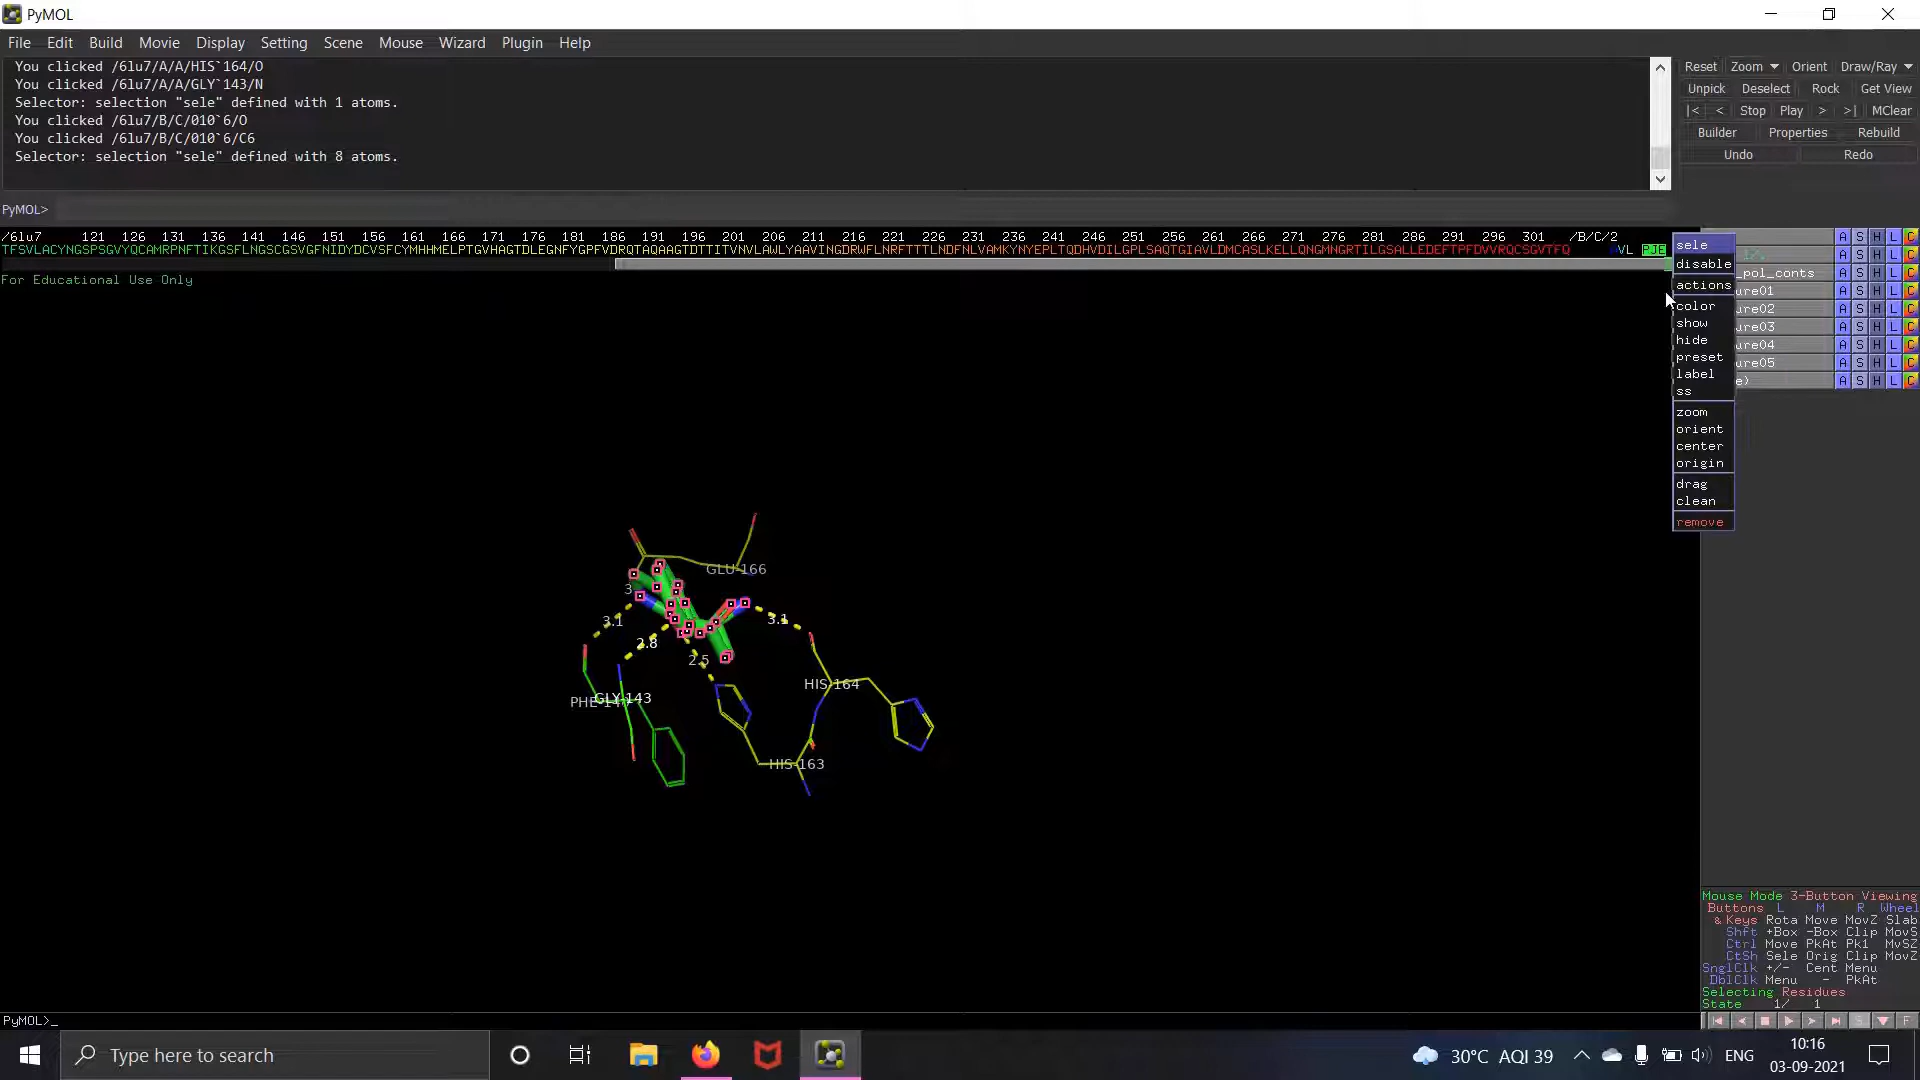 PyMOL
File Edit Build Movie Display Setting Scene Mouse Wizard Plugin Help
You clicked /6lu7/A/A/HIS`164/O
You clicked /6lu7/A/A/GLY`143/N
Selector: selection "sele" defined with 1 atoms.
You clicked /6lu7/B/C/010`6/O
You clicked /6lu7/B/C/010`6/C6
Selector: selection "sele" defined with 8 atoms.
Reset Zoom Orient Draw/Ray
Unpick Deselect Rock Get View
|< < Stop Play > >| MClear
Builder Properties Rebuild
Undo Redo
PyMOL>
/6lu7 121 126 131 136 141 146 151 156 161 166 171 176 181 186 191 196 201 206 211 216 221 226 231 236 241 246 251 256 261 266 271 276 281 286 291 296 301 /B/C/2
TFSVLACYNGSPSGVYQCAMRPNFTIKGSFLNGSCGSVGFNIDYDCVSFCYMHHMELPTGVHAGTDLEGNFYGPFVDRQTAQAAGTDTTITVNVLAWLYAAVINGDRWFLNRFTTTLNDFNLVAMKYNYEPLTQDHVDILGPLSAQTGIAVLDMCASLKELLQNGMNGRTILGSALLEDEFTPFDVVRQCSGVTFQ VL PJE
For Educational Use Only
sele
disable
actions
color
show
hide
preset
label
ss
zoom
orient
center
origin
drag
clean
remove
A S H L C
A S H L C
_pol_conts A S H L C
ure01 A S H L C
ure02 A S H L C
ure03 A S H L C
ure04 A S H L C
ure05 A S H L C
e) A S H L C
GLU-166
3
3.1
3.1
2.8
2.5
HIS-164
GLY-143
HIS-163
Mouse Mode 3-Button Viewing
Buttons L M R Wheel
& Keys Rota Move MovZ Slab
Shft +Box -Box Clip MovS
Ctrl Move PkAt Pk1 MvSZ
CtSh Sele Orig Clip MovZ
SnglClk +/- Cent Menu
DblClk Menu - PkAt
Selecting Residues
State 1/ 1
PyMOL>_
S F
Type here to search
30°C AQI 39
ENG
10:16
03-09-2021